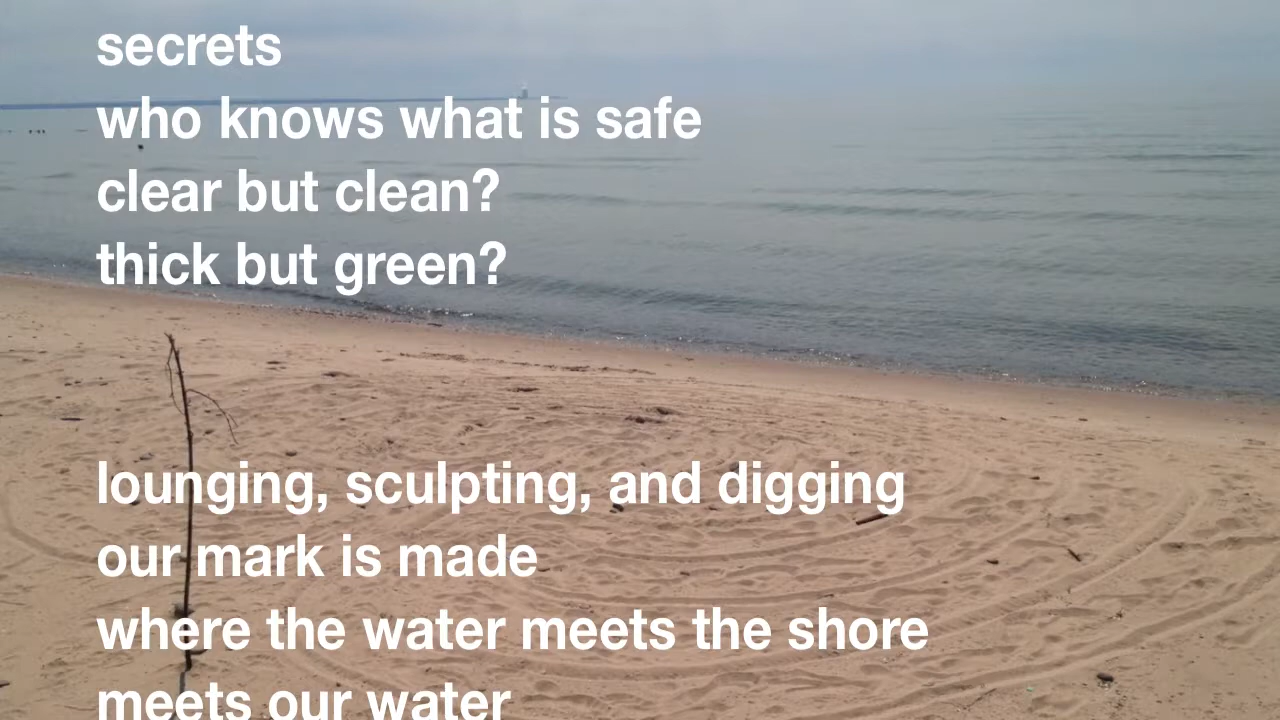 secrets
who knows what is safe
clear but clean?
thick but green?
lounging, sculpting, and digging
our mark is made
where the water meets the shore
meets our water